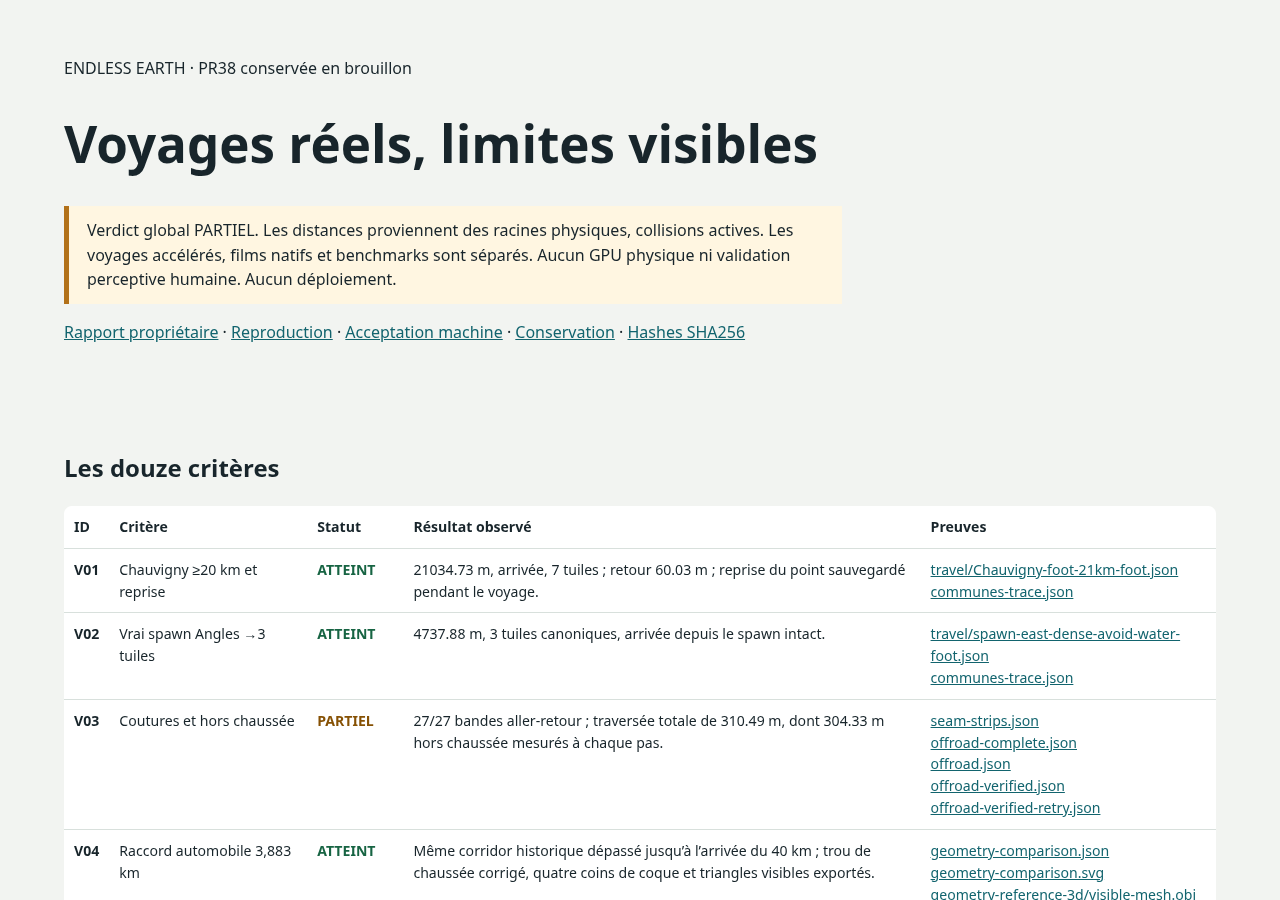 ENDLESS EARTH · PR38 conservée en brouillon
Voyages réels, limites visibles
Verdict global PARTIEL. Les distances proviennent des racines physiques, collisions actives. Les
voyages accélérés, films natifs et benchmarks sont séparés. Aucun GPU physique ni validation
perceptive humaine. Aucun déploiement.
Rapport propriétaire · Reproduction · Acceptation machine · Conservation · Hashes SHA256
Les douze critères
ID Critère Statut Résultat observé Preuves
V01 Chauvigny ≥20 km et ATTEINT 21034.73 m, arrivée, 7 tuiles ; retour 60.03 m ; reprise du point sauvegardé travel/Chauvigny-foot-21km-foot.json
reprise pendant le voyage. communes-trace.json
V02 Vrai spawn Angles →3 ATTEINT 4737.88 m, 3 tuiles canoniques, arrivée depuis le spawn intact. travel/spawn-east-dense-avoid-water-
tuiles foot.json
communes-trace.json
V03 Coutures et hors chaussée PARTIEL 27/27 bandes aller-retour ; traversée totale de 310.49 m, dont 304.33 m seam-strips.json
hors chaussée mesurés à chaque pas. offroad-complete.json
offroad.json
offroad-verified.json
offroad-verified-retry.json
V04 Raccord automobile 3,883 ATTEINT Même corridor historique dépassé jusqu’à l’arrivée du 40 km ; trou de geometry-comparison.json
km chaussée corrigé, quatre coins de coque et triangles visibles exportés. geometry-comparison.svg
geometry-reference-3d/visible-mesh.obj